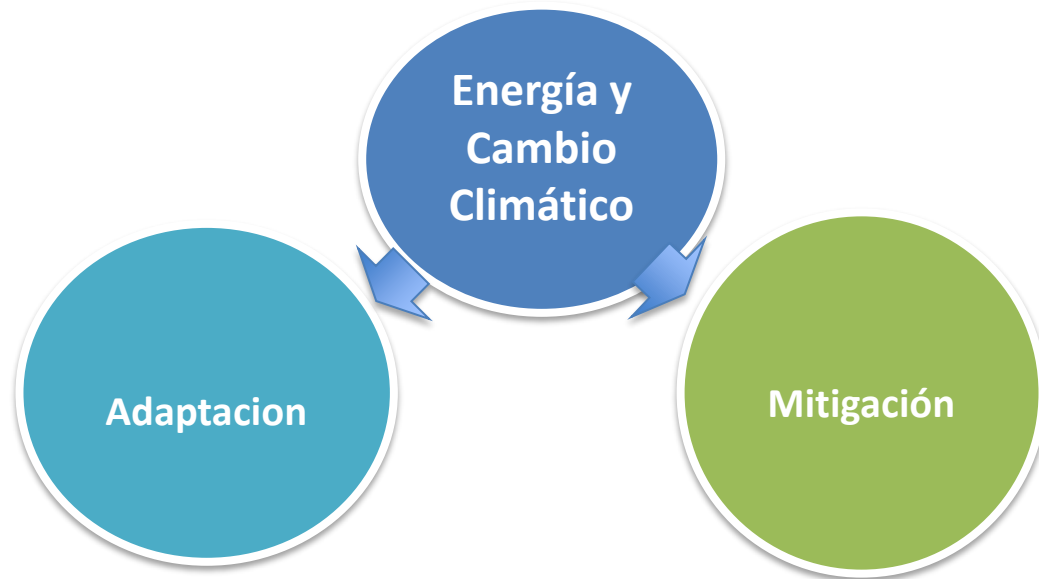 Energía y
Cambio
Climático
Adaptacion
Mitigación